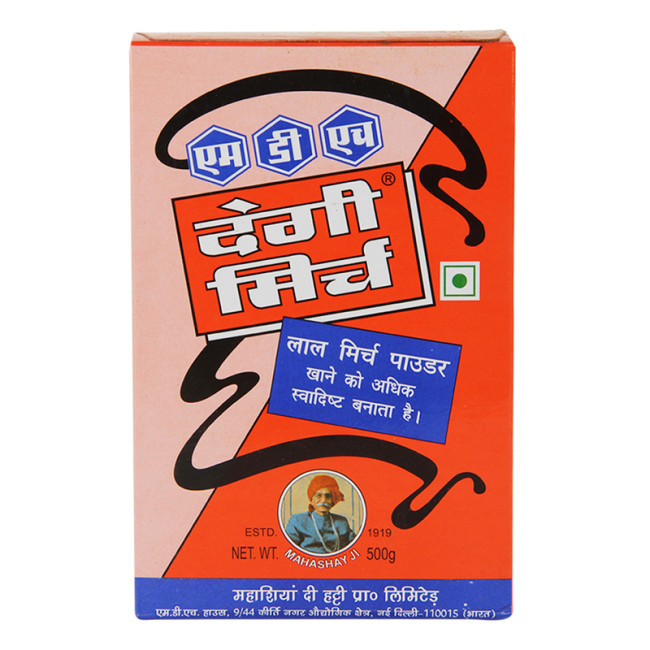 एम डी एच
देगी ®
मिर्च
लाल मिर्च पाउडर
खाने को अधिक
स्वादिष्ट बनाता है।
ESTD. 1919
NET. WT. 500g
MAHASHAY JI
महाशियां दी हट्टी प्रा० लिमिटेड़
एम.डी.एच. हाउस, 9/44 कीर्ति नगर औद्योगिक क्षेत्र, नई दिल्ली-110015 (भारत)